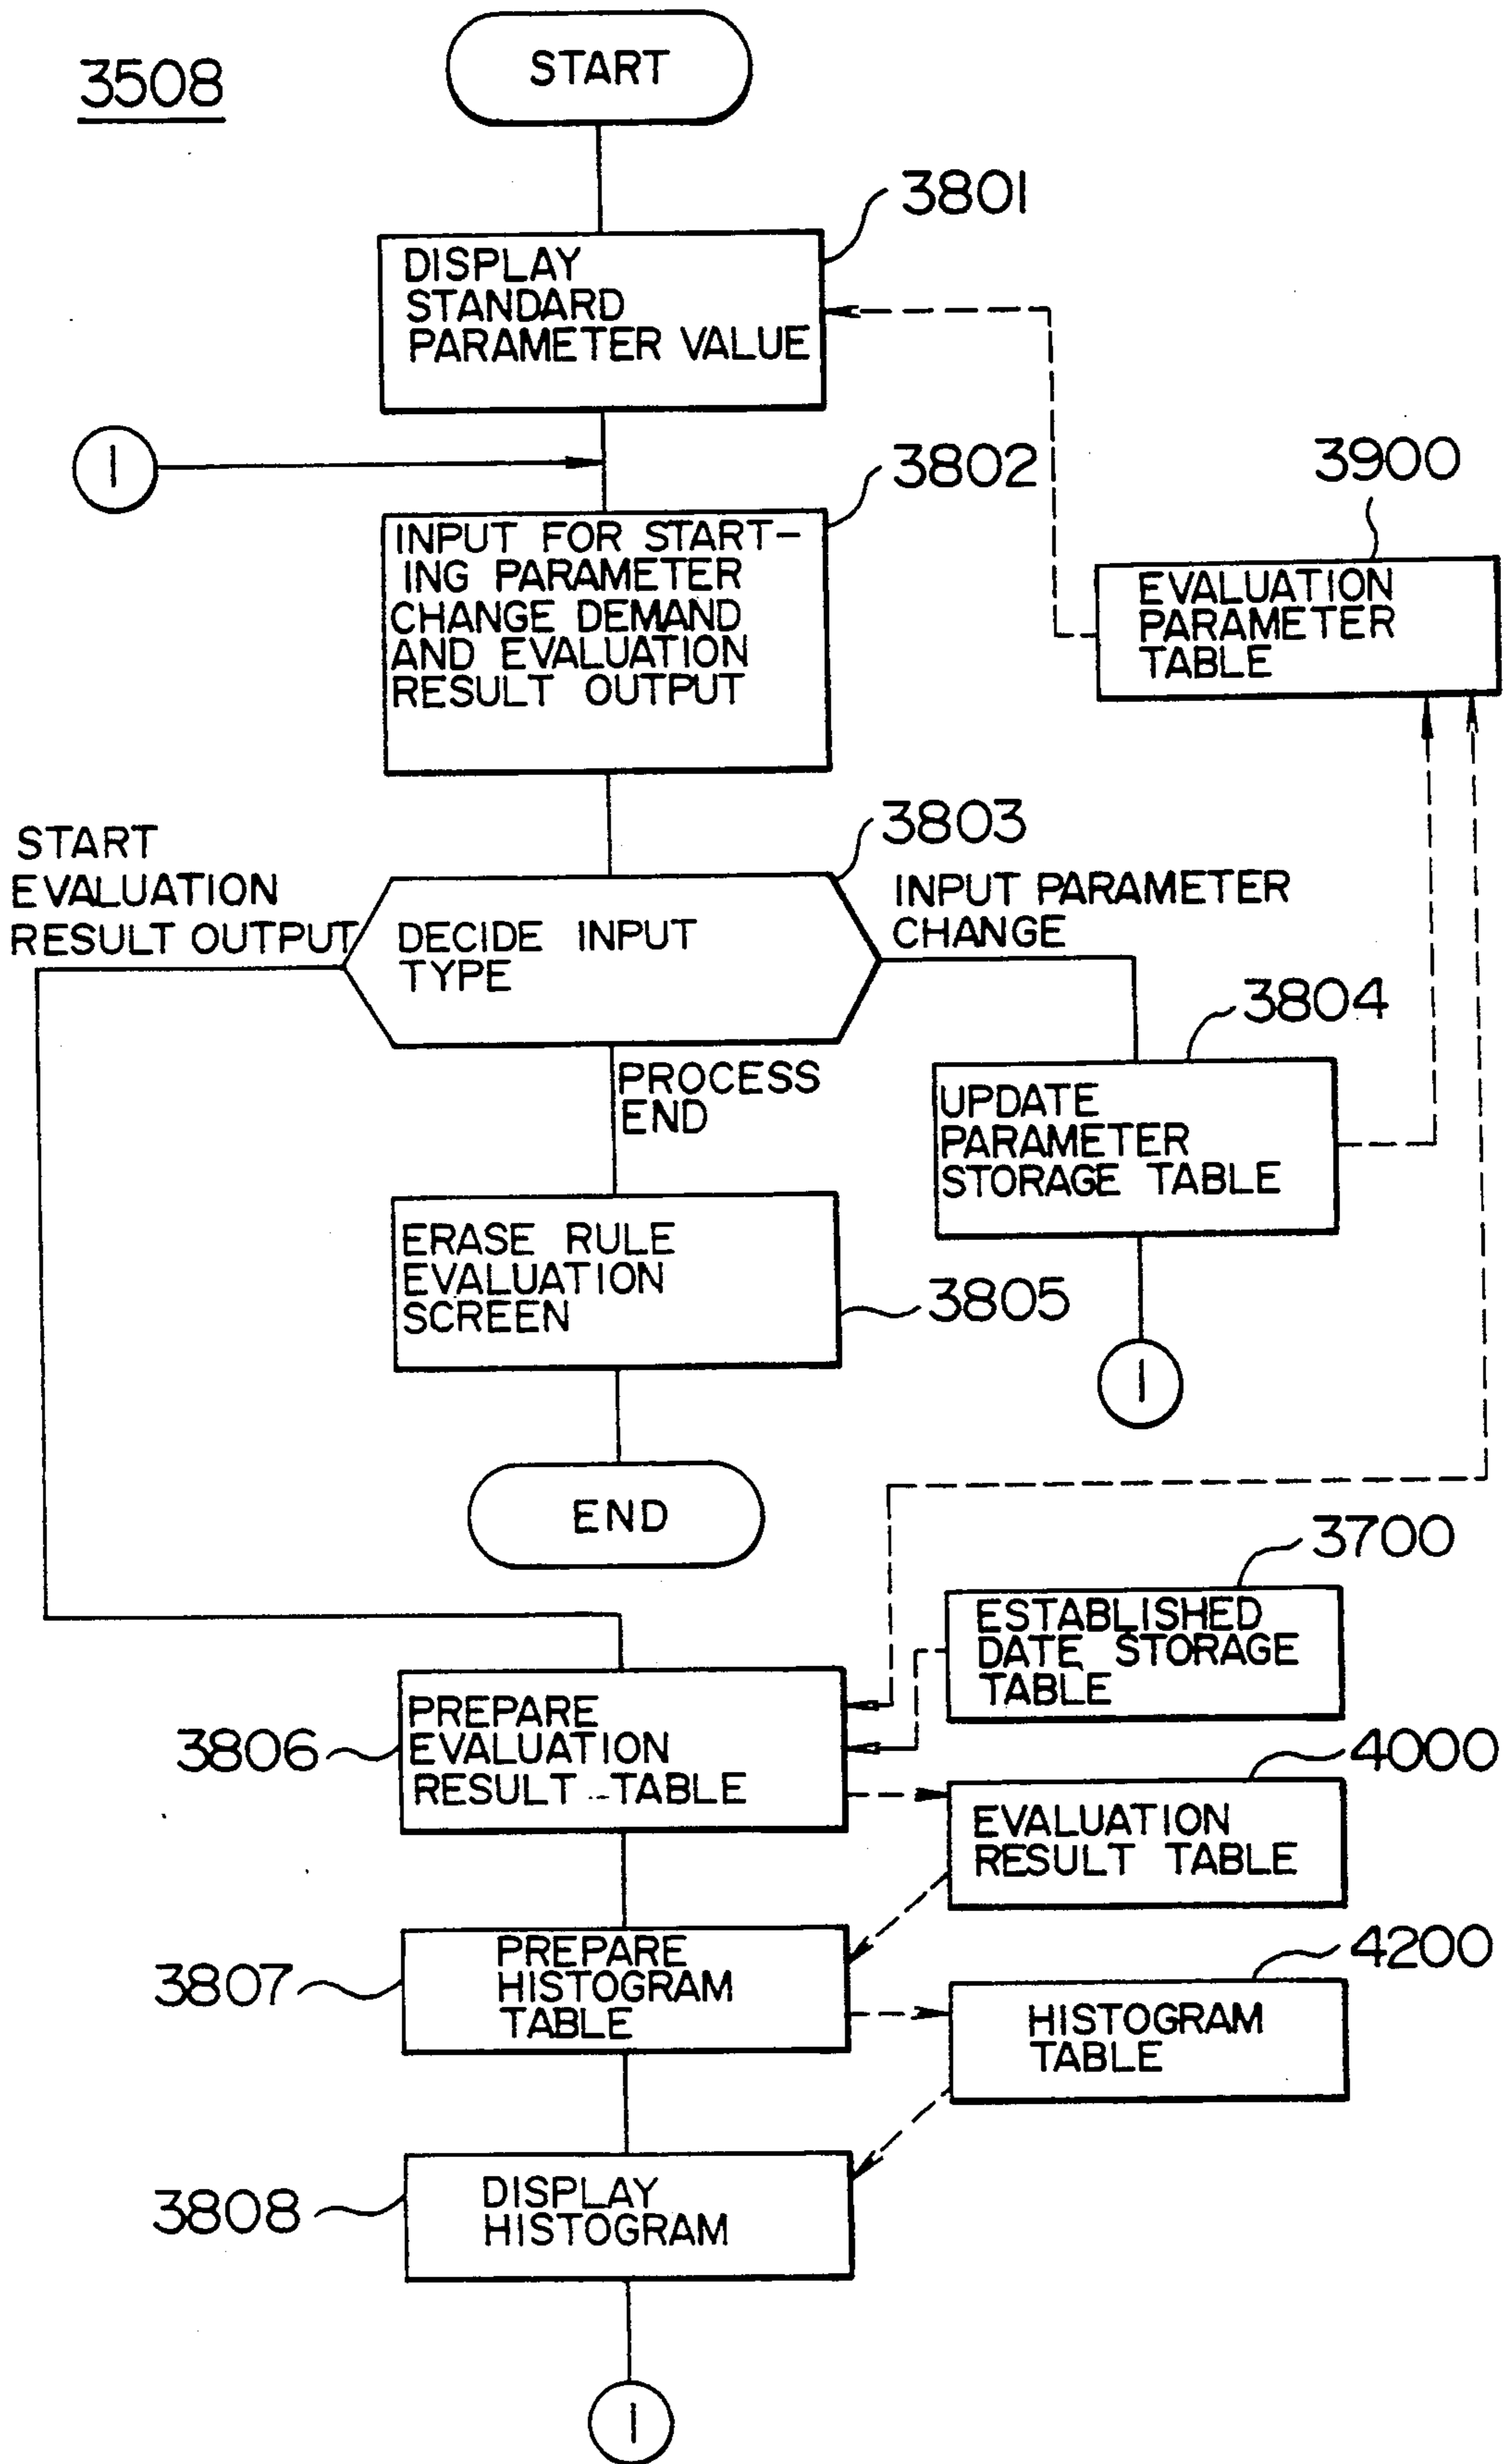 3508
START
3801
DISPLAY
STANDARD
PARAMETER VALUE
1
3802
INPUT FOR START-
ING PARAMETER
CHANGE DEMAND
AND EVALUATION
RESULT OUTPUT
3900
EVALUATION
PARAMETER
TABLE
START
EVALUATION
RESULT OUTPUT
3803
DECIDE INPUT
TYPE
INPUT PARAMETER
CHANGE
PROCESS
END
3804
UPDATE
PARAMETER
STORAGE TABLE
1
ERASE RULE
EVALUATION
SCREEN
3805
END
3700
ESTABLISHED
DATE STORAGE
TABLE
3806
PREPARE
EVALUATION
RESULT TABLE
4000
EVALUATION
RESULT TABLE
3807
PREPARE
HISTOGRAM
TABLE
4200
HISTOGRAM
TABLE
3808
DISPLAY
HISTOGRAM
1